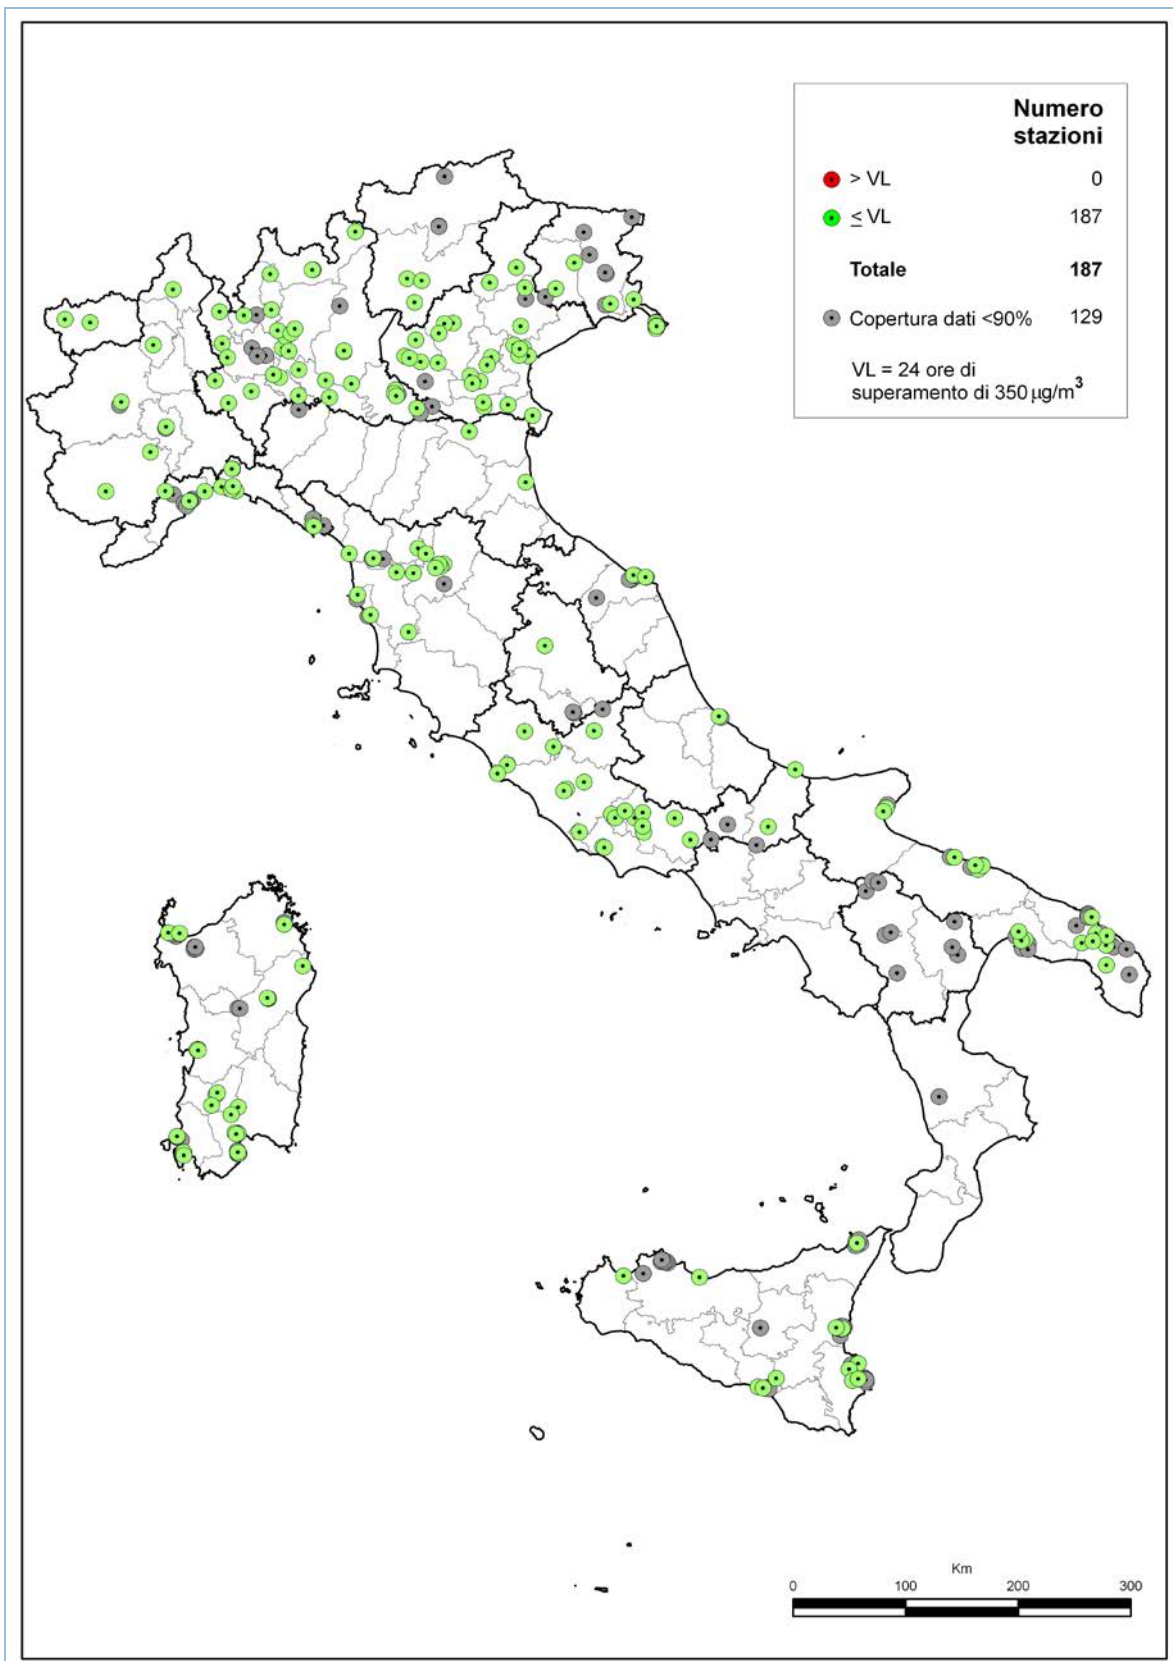 Numero
stazioni
> VL 0
≤ VL 187
Totale 187
Copertura dati <90% 129
VL = 24 ore di
superamento di 350 µg/m³
Km
0 100 200 300